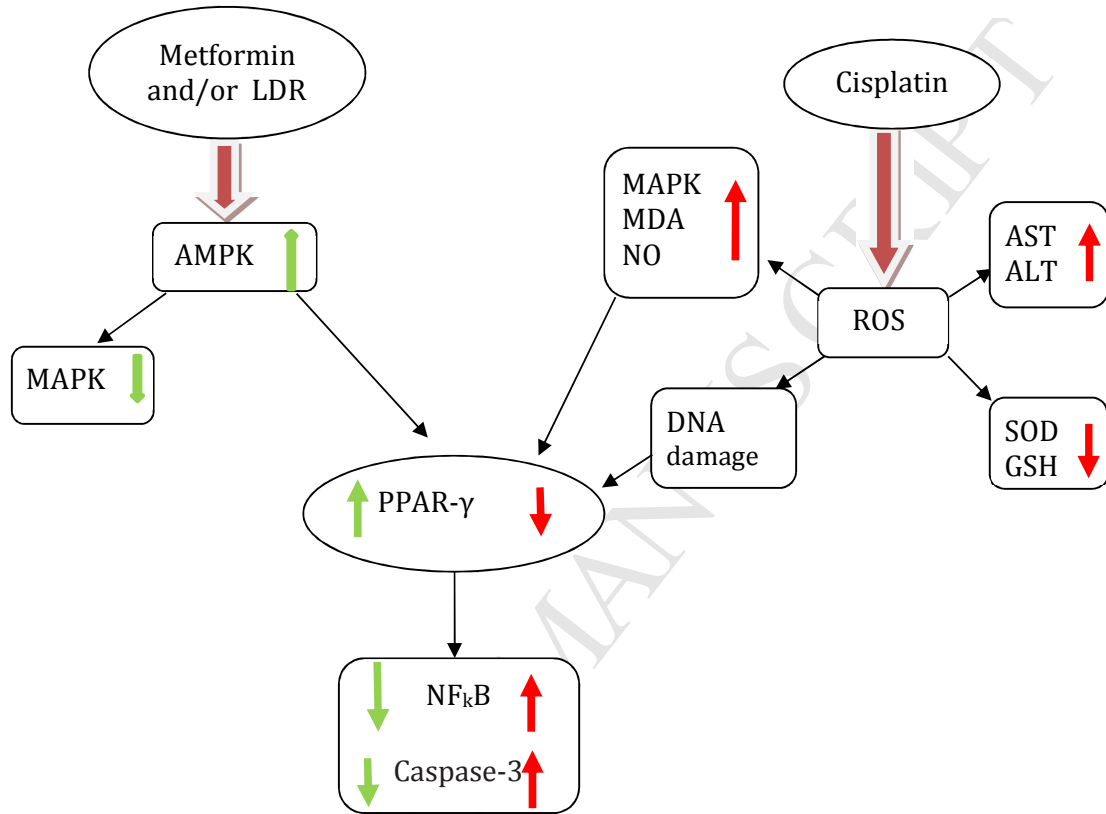 Metformin
and/or LDR
Cisplatin
MAPK
MDA
NO
AST
ALT
AMPK
ROS
MAPK
DNA
damage
SOD
GSH
PPAR-γ
NFkB
Caspase-3
MANUSCRIPT